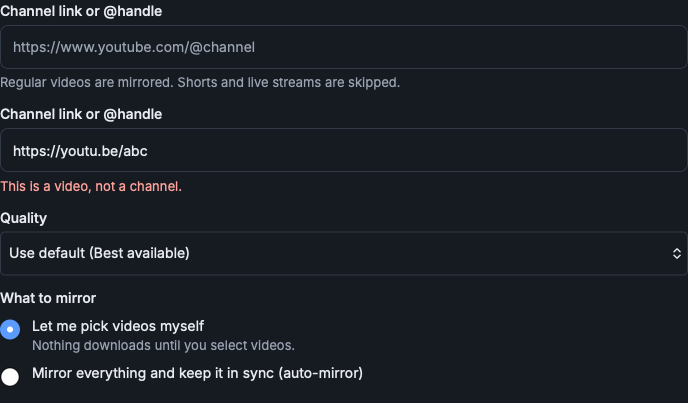 Channel link or @handle
https://www.youtube.com/@channel
Regular videos are mirrored. Shorts and live streams are skipped.
Channel link or @handle
https://youtu.be/abc
This is a video, not a channel.
Quality
Use default (Best available)
What to mirror
Let me pick videos myself
Nothing downloads until you select videos.
Mirror everything and keep it in sync (auto-mirror)